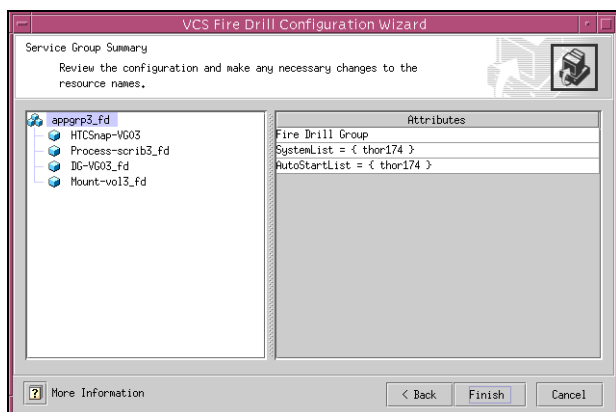 VCS Fire Drill Configuration Wizard
Service Group Summary
Review the configuration and make any necessary changes to the
resource names.
appgrp3_fd
HTCSnap-VG03
Process-scrib3_fd
DG-VG03_fd
Mount-vol3_fd
Attributes
Fire Drill Group
SystemList = { thor174 }
AutoStartList = { thor174 }
? More Information
< Back
Finish
Cancel